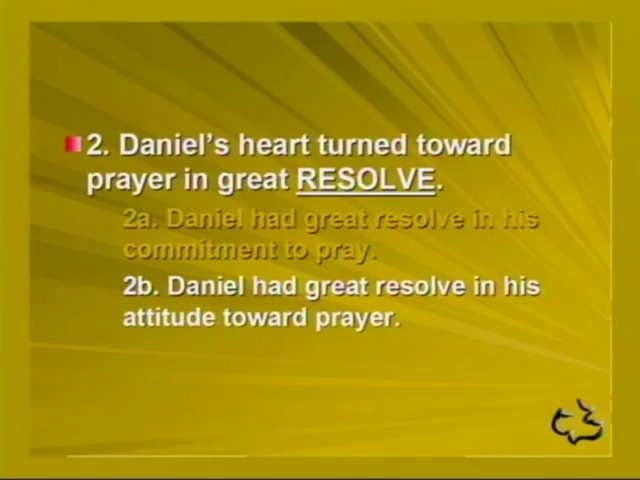 2. Daniel's heart turned toward
prayer in great RESOLVE.
2a. Daniel had great resolve in his
commitment to pray.
2b. Daniel had great resolve in his
attitude toward prayer.